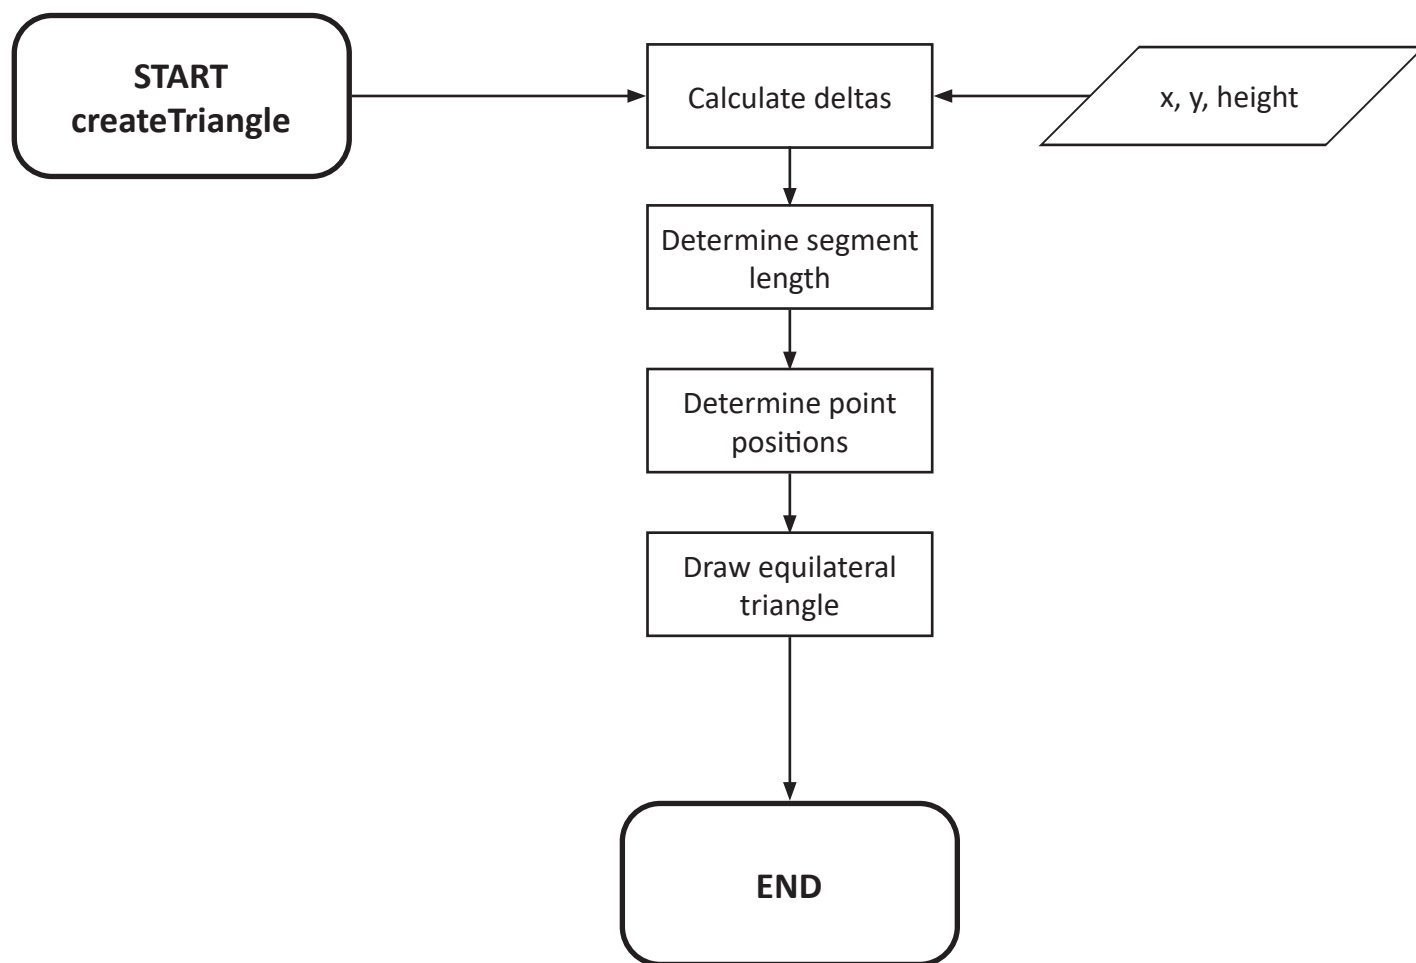 START
createTriangle
Calculate deltas
x, y, height
Determine segment
length
Determine point
positions
Draw equilateral
triangle
END